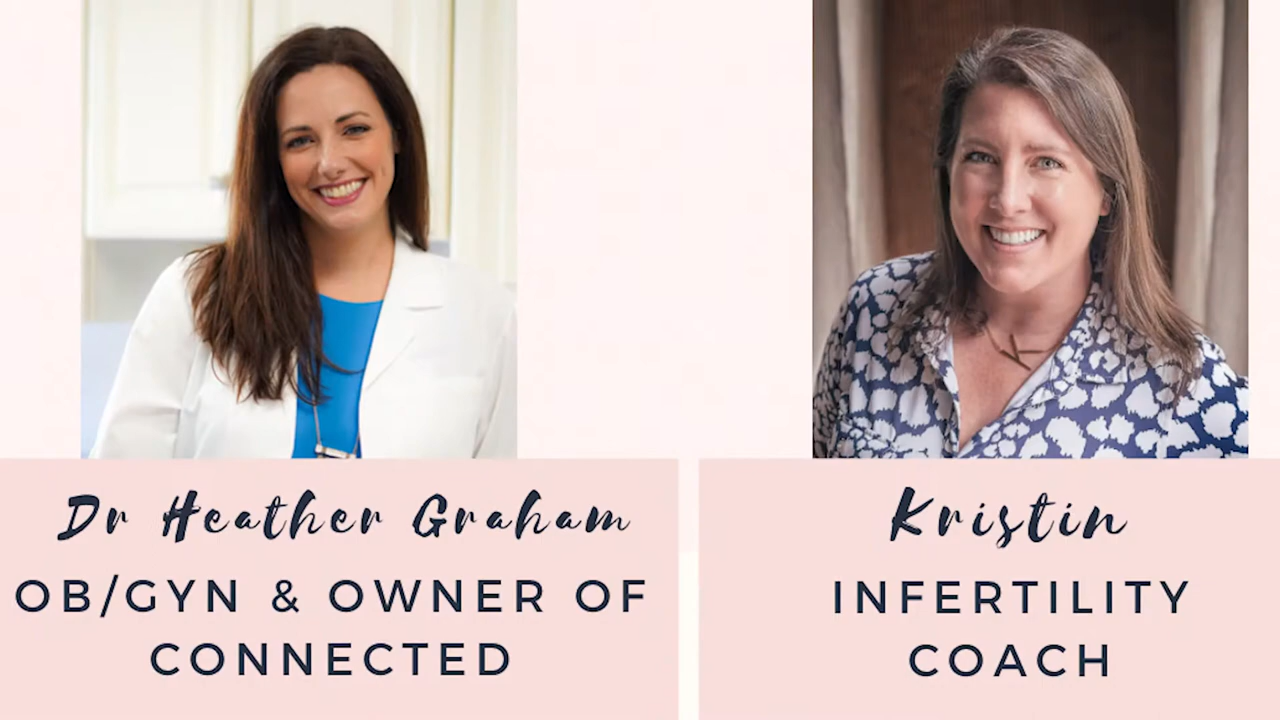 Dr Heather Graham
OB/GYN & OWNER OF
CONNECTED
Kristin
INFERTILITY
COACH